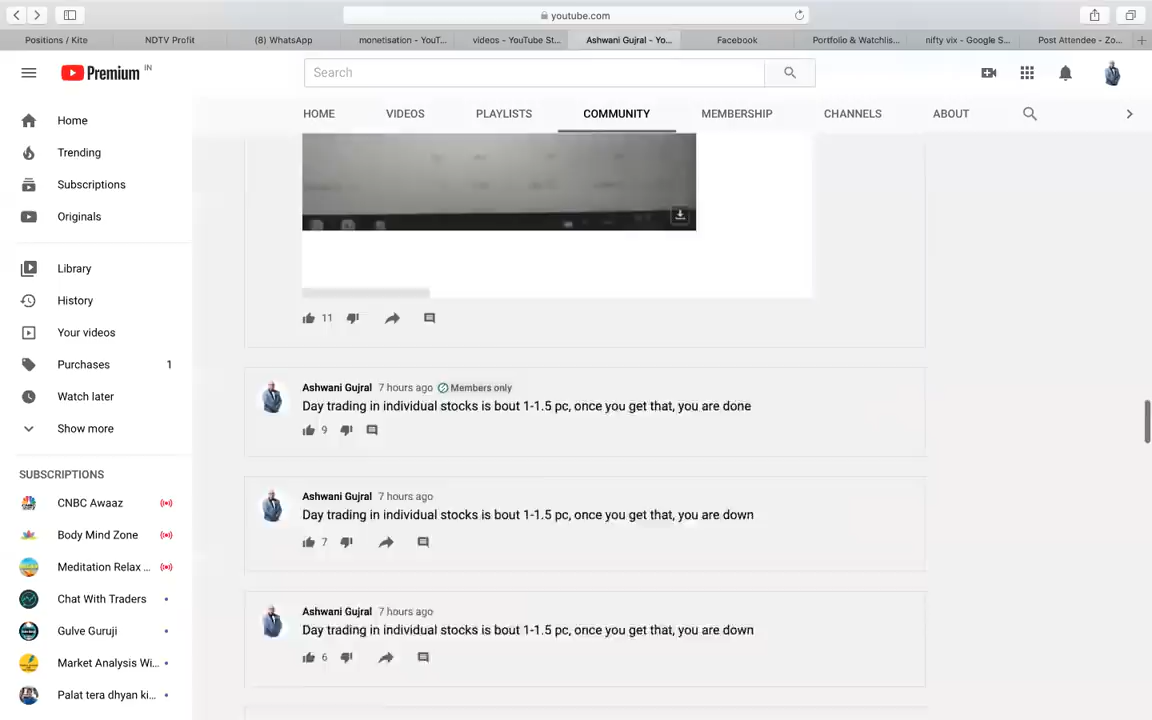 youtube.com
Positions / Kite
NDTV Profit
(8) WhatsApp
monetisation - YouT...
videos - YouTube St...
Ashwani Gujral - Yo...
Facebook
Portfolio & Watchlis...
nifty vix - Google S...
Post Attendee - Zo...
Premium IN
Search
HOME
VIDEOS
PLAYLISTS
COMMUNITY
MEMBERSHIP
CHANNELS
ABOUT
Home
Trending
Subscriptions
Originals
Library
History
Your videos
Purchases 1
Watch later
Show more
SUBSCRIPTIONS
CNBC Awaaz
Body Mind Zone
Meditation Relax ...
Chat With Traders
Gulve Guruji
Market Analysis Wi...
Palat tera dhyan ki...
11
Ashwani Gujral 7 hours ago Members only
Day trading in individual stocks is bout 1-1.5 pc, once you get that, you are done
9
Ashwani Gujral 7 hours ago
Day trading in individual stocks is bout 1-1.5 pc, once you get that, you are down
7
Ashwani Gujral 7 hours ago
Day trading in individual stocks is bout 1-1.5 pc, once you get that, you are down
6